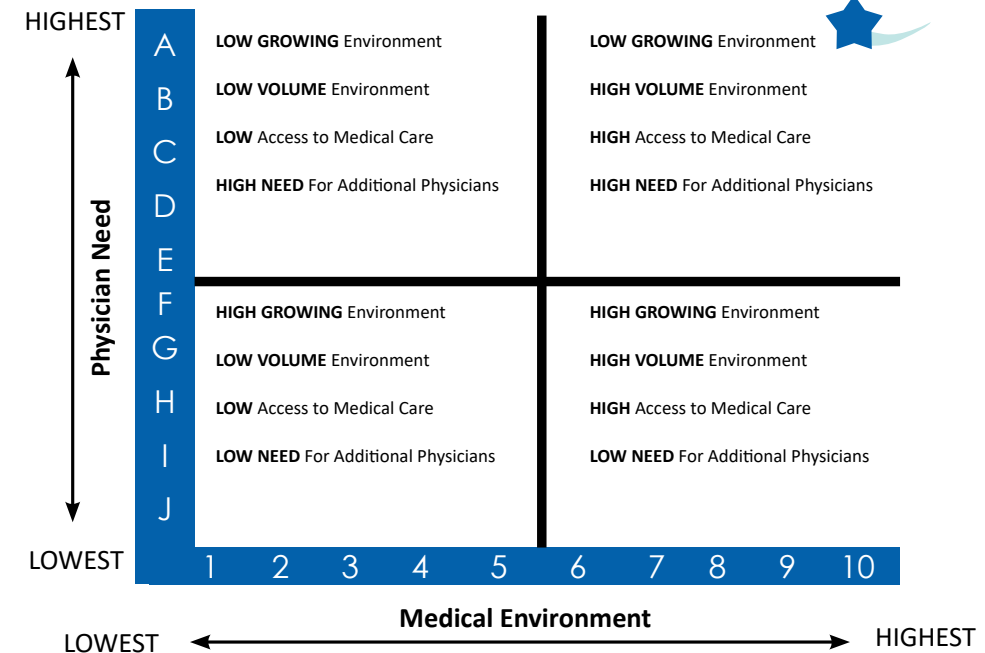 HIGHEST
A
B
C
D
E
F
G
H
I
J
Physician Need
LOWEST
LOW GROWING Environment
LOW VOLUME Environment
LOW Access to Medical Care
HIGH NEED For Additional Physicians
LOW GROWING Environment
HIGH VOLUME Environment
HIGH Access to Medical Care
HIGH NEED For Additional Physicians
HIGH GROWING Environment
LOW VOLUME Environment
LOW Access to Medical Care
LOW NEED For Additional Physicians
HIGH GROWING Environment
HIGH VOLUME Environment
HIGH Access to Medical Care
LOW NEED For Additional Physicians
1 2 3 4 5 6 7 8 9 10
Medical Environment
LOWEST
HIGHEST